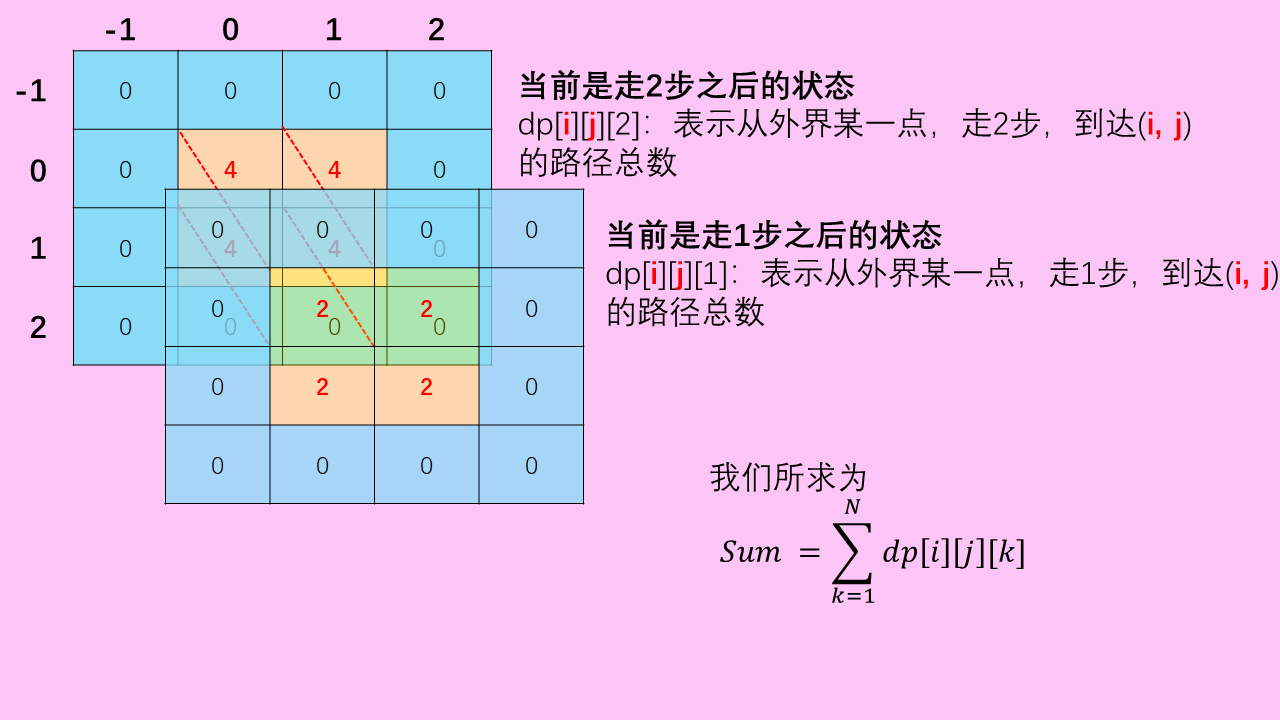 -1 0 1 2
-1 0 0 0 0
0 0 4 4 0
1 0 4 4 0
2 0 0 0 0
0 0 0 0
0 2 2 0
0 2 2 0
0 0 0 0
当前是走2步之后的状态
dp[i][j][2]：表示从外界某一点，走2步，到达(i, j)
的路径总数
当前是走1步之后的状态
dp[i][j][1]：表示从外界某一点，走1步，到达(i, j)
的路径总数
我们所求为
N
Sum = ∑ dp[i][j][k]
k=1